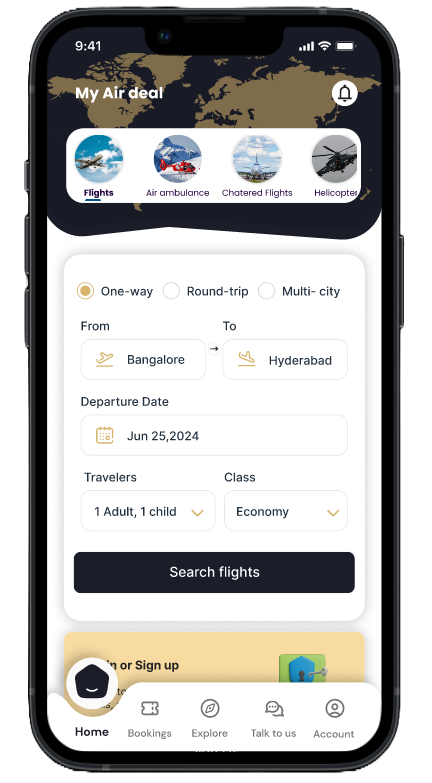 9:41
My Air deal
Flights Air ambulance Chatered Flights Helicopter
One-way Round-trip Multi- city
From To
Bangalore → Hyderabad
Departure Date
Jun 25,2024
Travelers Class
1 Adult, 1 child Economy
Search flights
in or Sign up
Home Bookings Explore Talk to us Account